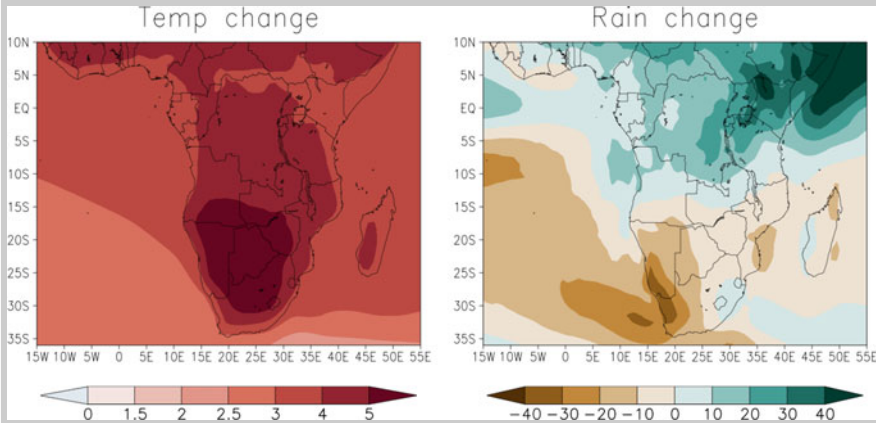 Temp change Rain change
10N 10N
5N 5N
EQ EQ
5S 5S
10S 10S
15S 15S
20S 20S
25S 25S
30S 30S
35S 35S
15W 10W 5W 0 5E 10E 15E 20E 25E 30E 35E 40E 45E 50E 55E 15W 10W 5W 0 5E 10E 15E 20E 25E 30E 35E 40E 45E 50E 55E
0 1.5 2 2.5 3 4 5 −40 −30 −20 −10 0 10 20 30 40